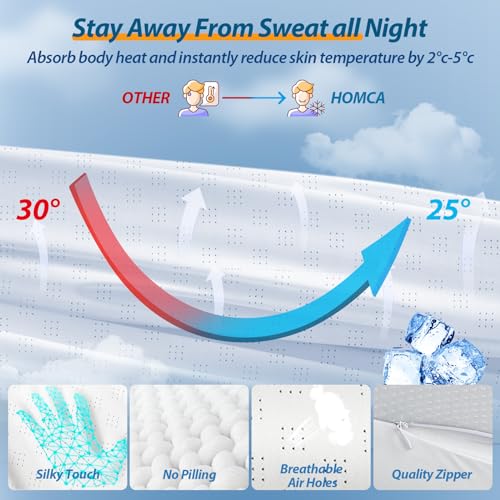 Stay Away From Sweat all Night
Absorb body heat and instantly reduce skin temperature by 2°c-5°c
OTHER
HOMCA
30°
25°
Silky Touch
No Pilling
Breathable
Air Holes
Quality Zipper